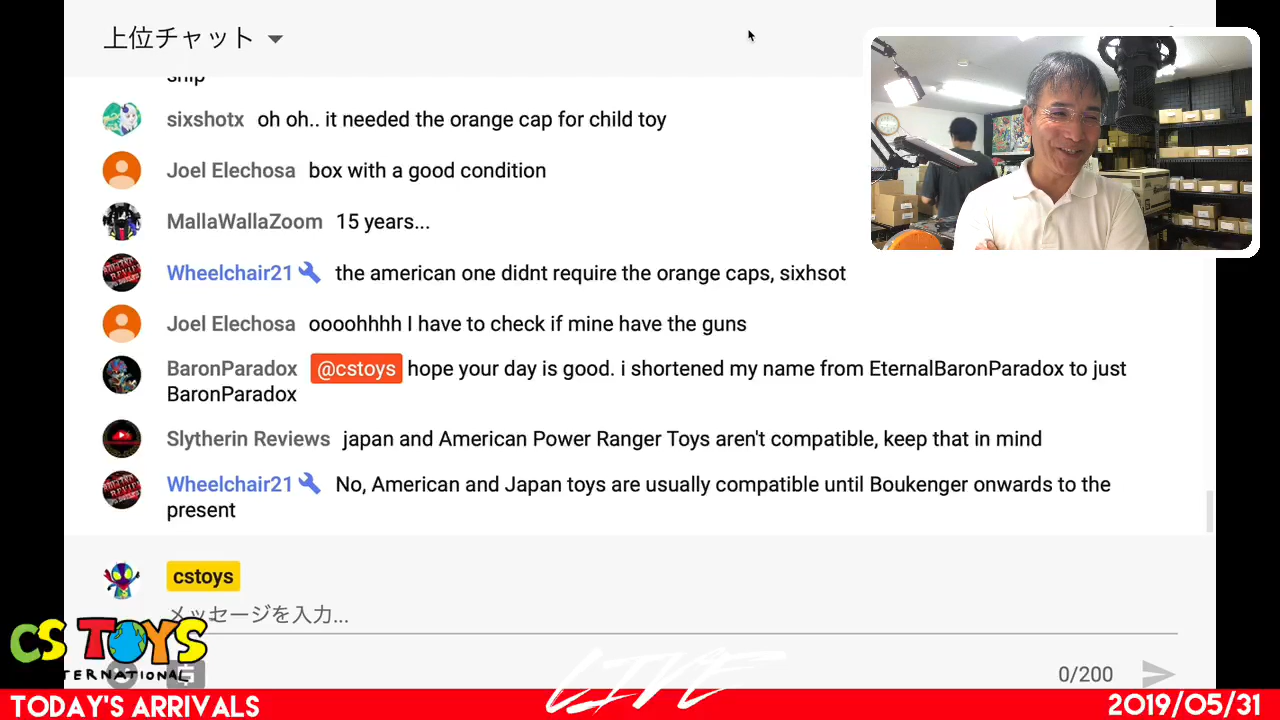 上位チャット
ship
sixshotx oh oh.. it needed the orange cap for child toy
Joel Elechosa box with a good condition
MallaWallaZoom 15 years...
Wheelchair21 the american one didnt require the orange caps, sixhsot
Joel Elechosa oooohhhh I have to check if mine have the guns
BaronParadox @cstoys hope your day is good. i shortened my name from EternalBaronParadox to just
BaronParadox
Slytherin Reviews japan and American Power Ranger Toys aren't compatible, keep that in mind
Wheelchair21 No, American and Japan toys are usually compatible until Boukenger onwards to the
present
cstoys
メッセージを入力...
CS TOYS
INTERNATIONAL
LIVE
0/200
TODAY'S ARRIVALS
2019/05/31